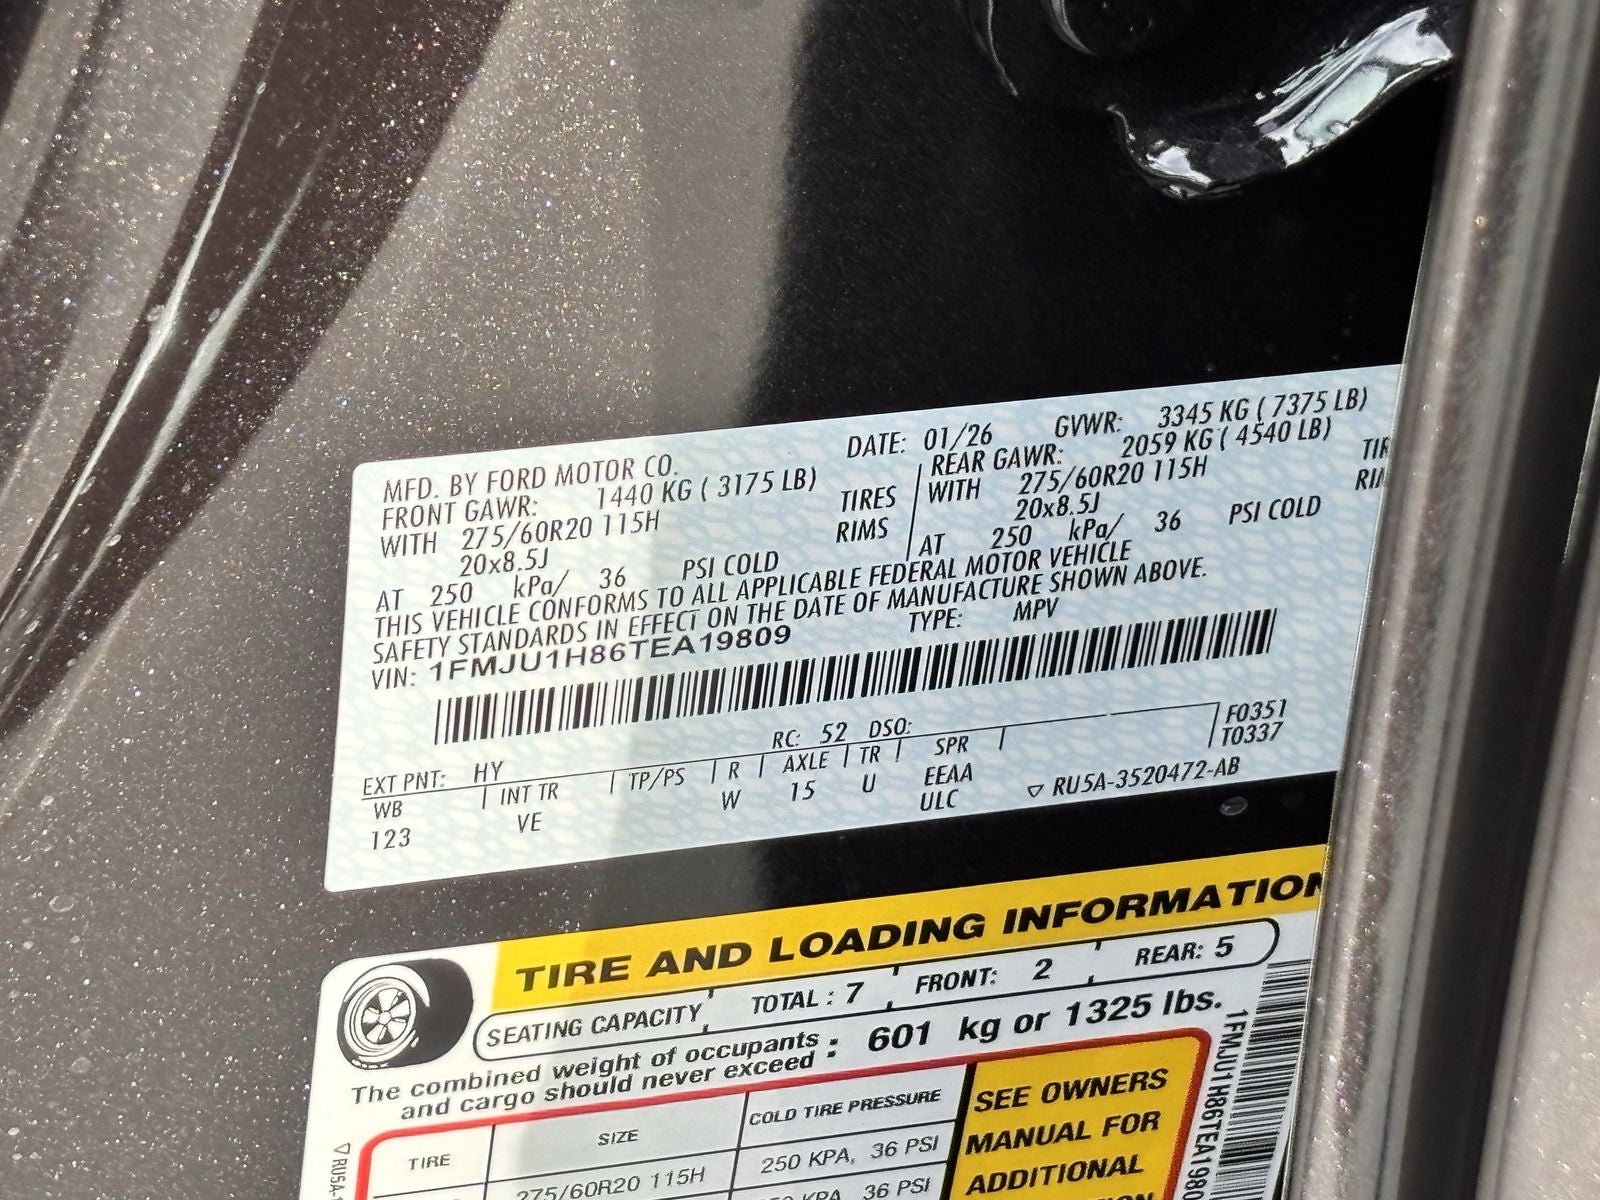 MFD. BY FORD MOTOR CO.
DATE: 01/26 GVWR: 3345 KG ( 7375 LB)
FRONT GAWR: 1440 KG ( 3175 LB)
REAR GAWR: 2059 KG ( 4540 LB)
WITH 275/60R20 115H TIRES
WITH 275/60R20 115H TIR
20x8.5J RIMS
20x8.5J RI
AT 250 kPa/ 36 PSI COLD
AT 250 kPa/ 36 PSI COLD
THIS VEHICLE CONFORMS TO ALL APPLICABLE FEDERAL MOTOR VEHICLE
SAFETY STANDARDS IN EFFECT ON THE DATE OF MANUFACTURE SHOWN ABOVE.
VIN: 1FMJU1H86TEA19809 TYPE: MPV
EXT PNT: HY RC: 52 DSO: F0351
WB INT TR TP/PS R AXLE TR SPR T0337
123 VE W 15 U EEAA
ULC ▽ RU5A-3520472-AB
TIRE AND LOADING INFORMATION
SEATING CAPACITY TOTAL : 7 FRONT: 2 REAR: 5
The combined weight of occupants and cargo should never exceed : 601 kg or 1325 lbs.
TIRE SIZE COLD TIRE PRESSURE
275/60R20 115H 250 KPA, 36 PSI
KPA 36 PSI
SEE OWNERS
MANUAL FOR
ADDITIONAL
1FMJU1H86TEA1980
▽ RU5A-